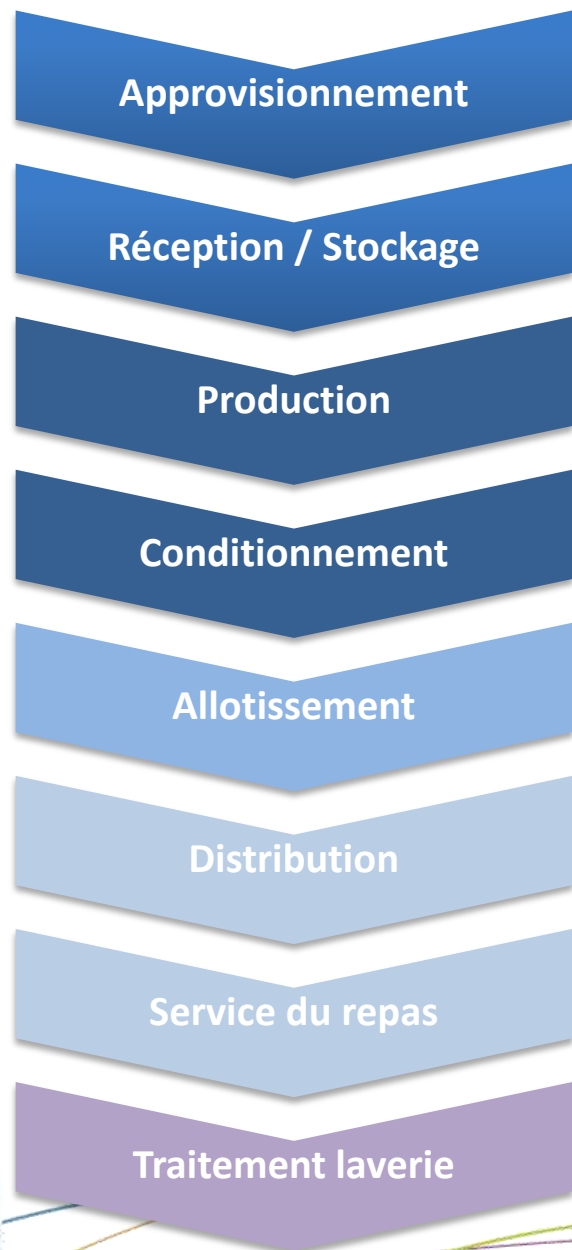 Approvisionnement
Réception / Stockage
Production
Conditionnement
Allotissement
Distribution
Service du repas
Traitement laverie